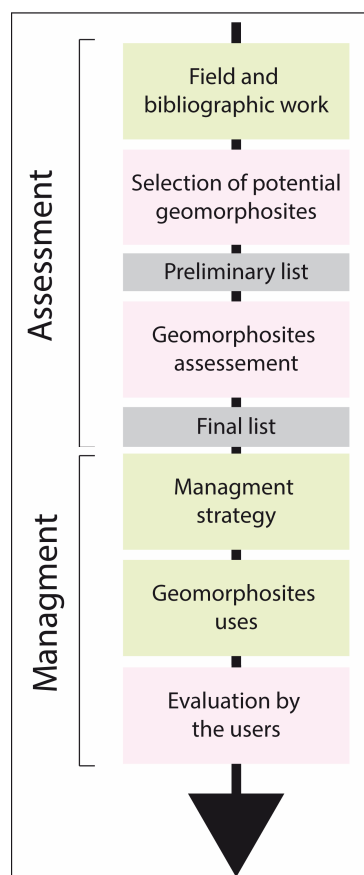 Assessment
Field and
bibliographic work
Selection of potential
geomorphosites
Preliminary list
Geomorphosites
assessement
Final list
Managment
Managment
strategy
Geomorphosites
uses
Evaluation by
the users